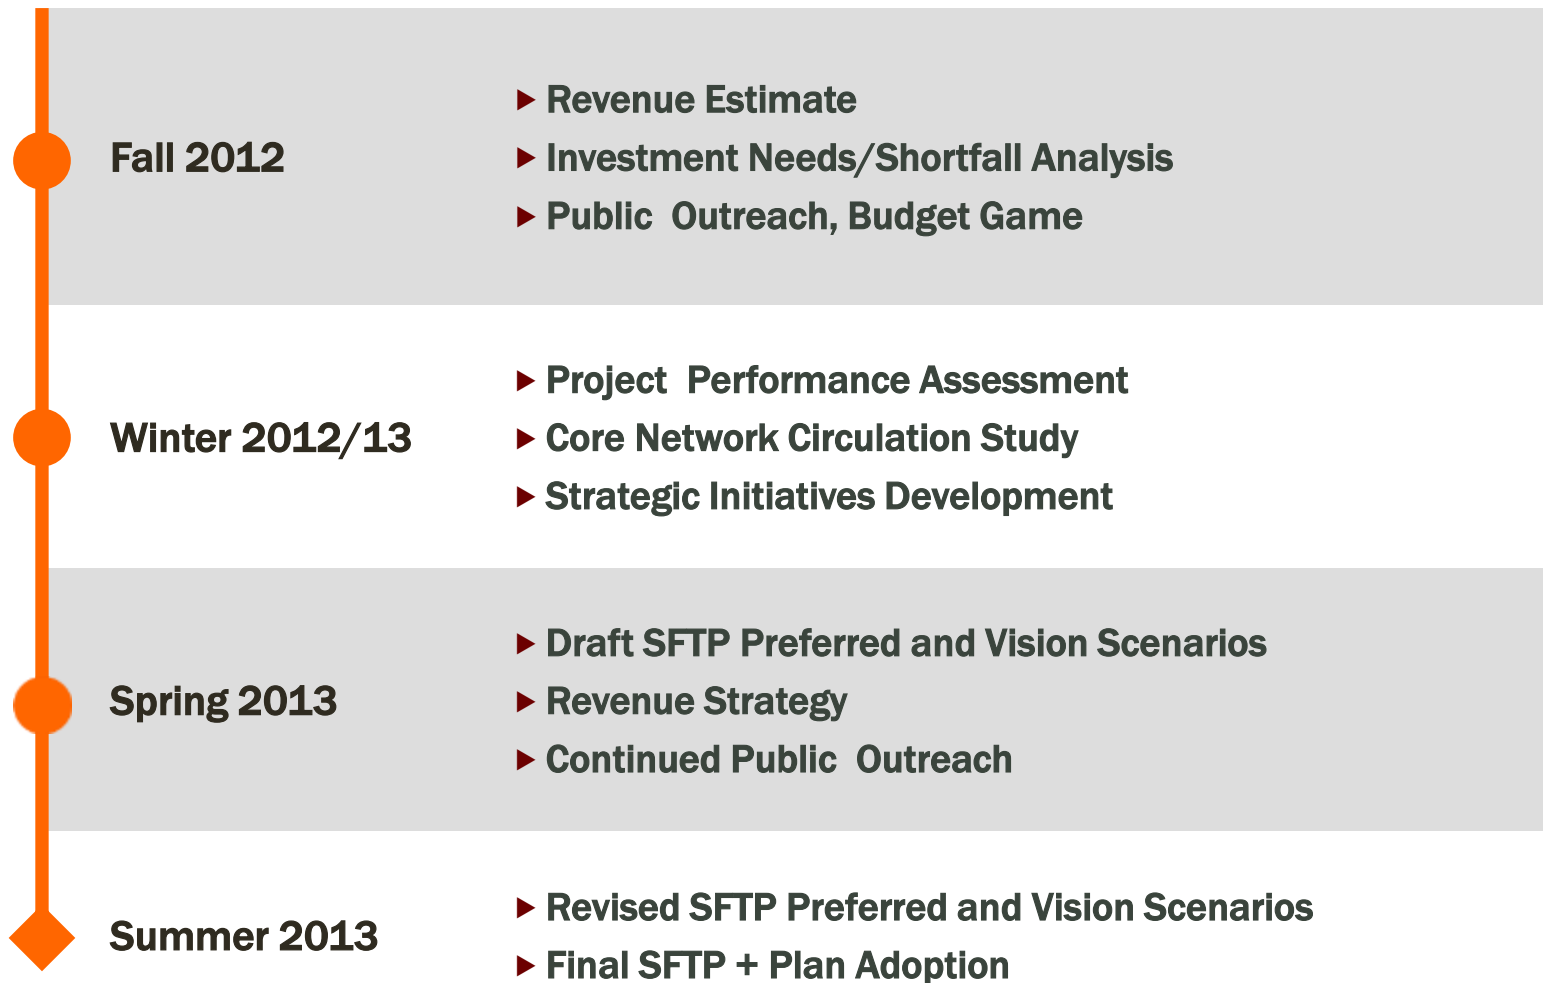 Fall 2012
▶ Revenue Estimate
▶ Investment Needs/Shortfall Analysis
▶ Public Outreach, Budget Game
Winter 2012/13
▶ Project Performance Assessment
▶ Core Network Circulation Study
▶ Strategic Initiatives Development
Spring 2013
▶ Draft SFTP Preferred and Vision Scenarios
▶ Revenue Strategy
▶ Continued Public Outreach
Summer 2013
▶ Revised SFTP Preferred and Vision Scenarios
▶ Final SFTP + Plan Adoption